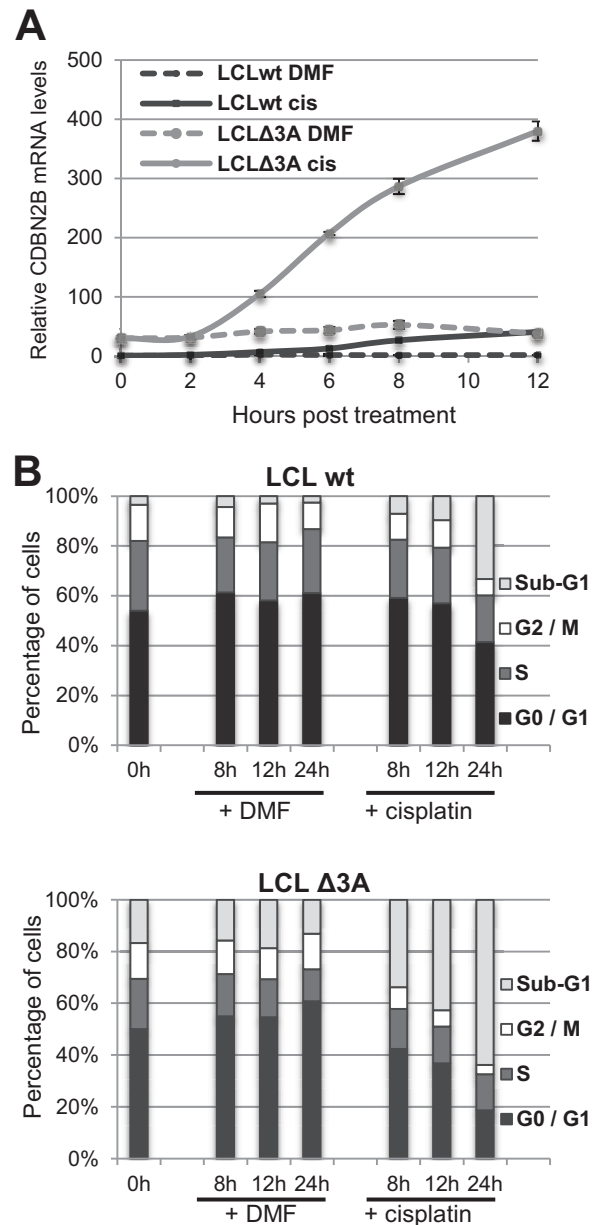 A
500
400
300
200
100
0
Relative CDBN2B mRNA levels
LCLwt DMF
LCLwt cis
LCLΔ3A DMF
LCLΔ3A cis
0 2 4 6 8 10 12
Hours post treatment
B
LCL wt
100%
80%
60%
40%
20%
0%
Percentage of cells
Sub-G1
G2 / M
S
G0 / G1
0h 8h 12h 24h 8h 12h 24h
+ DMF + cisplatin
LCL Δ3A
100%
80%
60%
40%
20%
0%
Percentage of cells
Sub-G1
G2 / M
S
G0 / G1
0h 8h 12h 24h 8h 12h 24h
+ DMF + cisplatin